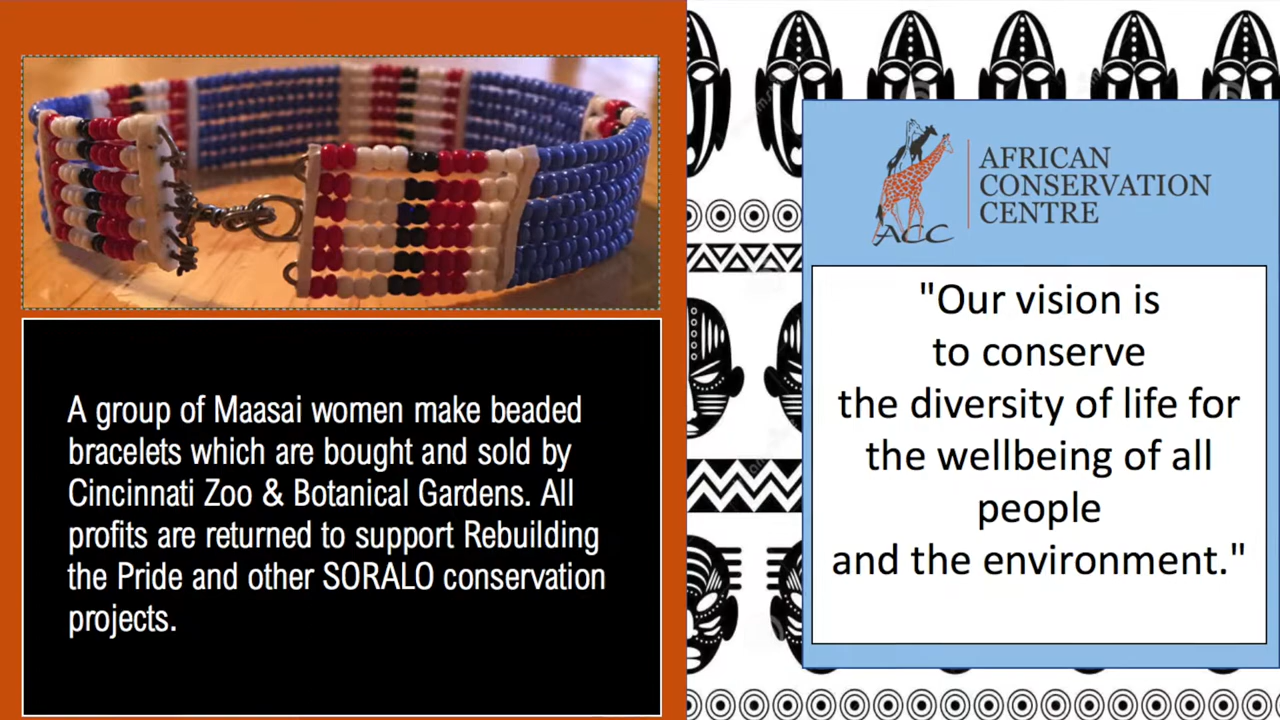 A group of Maasai women make beaded
bracelets which are bought and sold by
Cincinnati Zoo & Botanical Gardens. All
profits are returned to support Rebuilding
the Pride and other SORALO conservation
projects.
AFRICAN
CONSERVATION
CENTRE
ACC
"Our vision is
to conserve
the diversity of life for
the wellbeing of all
people
and the environment."